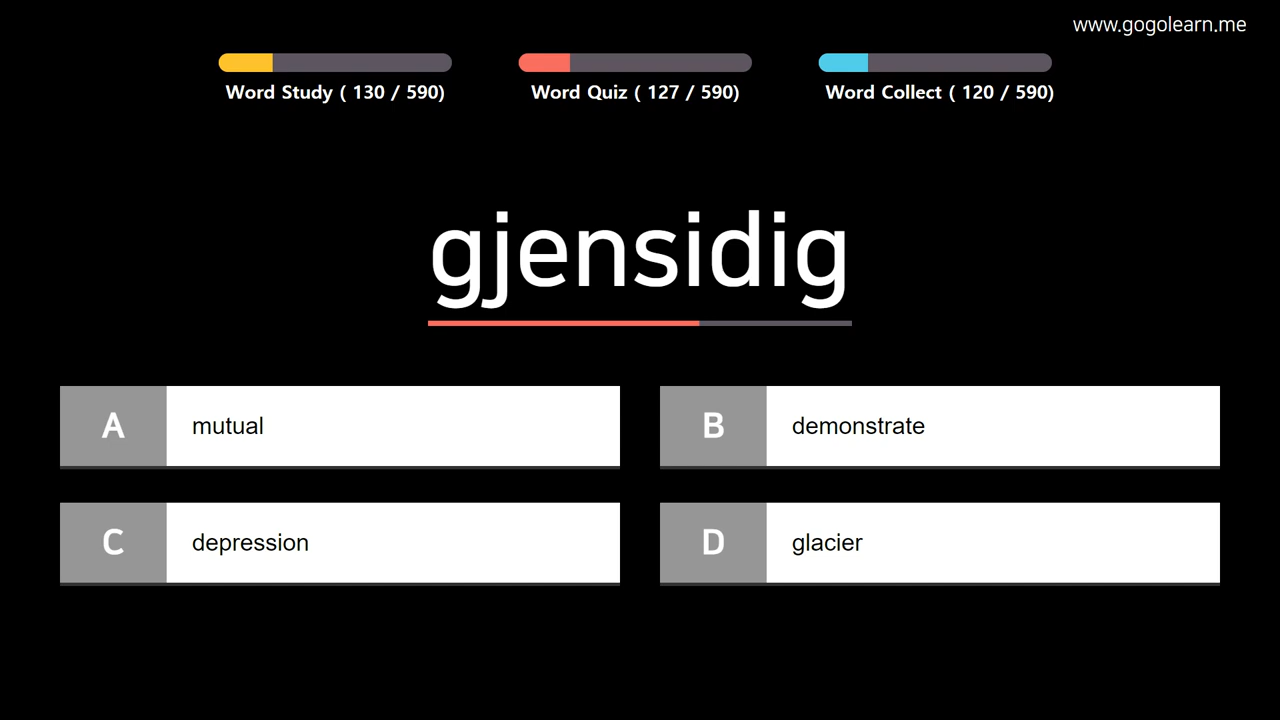 www.gogolearn.me
Word Study ( 130 / 590)
Word Quiz ( 127 / 590)
Word Collect ( 120 / 590)
gjensidig
A mutual
B demonstrate
C depression
D glacier